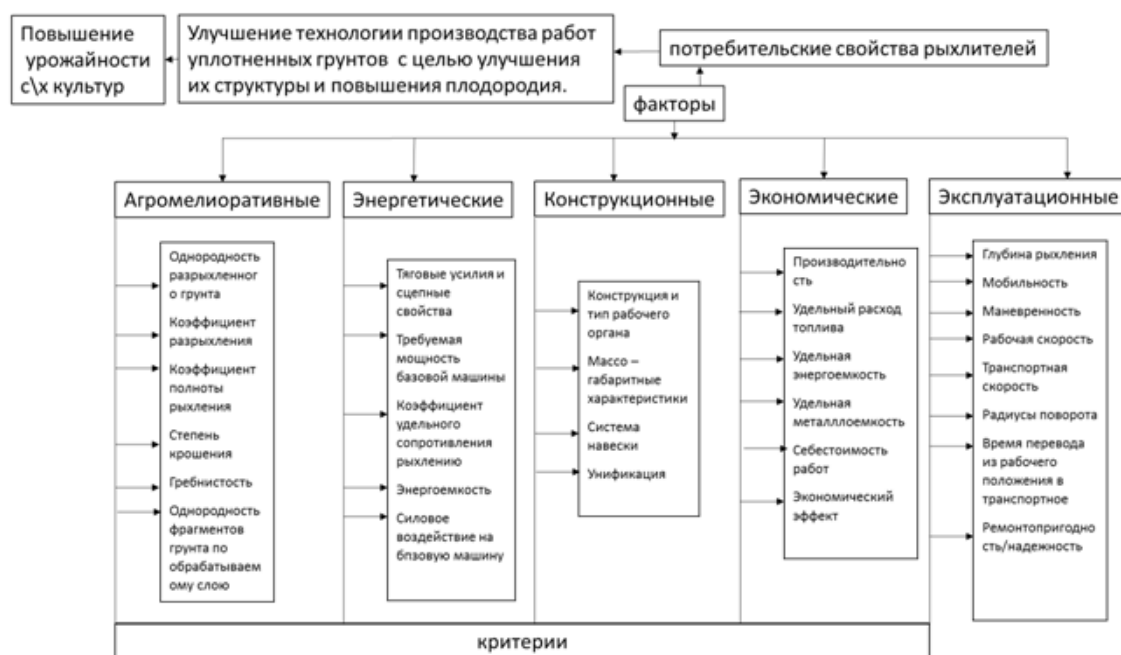 Повышение
урожайности
с\х культур
Улучшение технологии производства работ
уплотненных грунтов с целью улучшения
их структуры и повышения плодородия.
потребительские свойства рыхлителей
факторы
Агромелиоративные
Энергетические
Конструкционные
Экономические
Эксплуатационные
Однородность
разрыхленног
о грунта
Коэффициент
разрыхления
Коэффициент
полноты
рыхления
Степень
крошения
Гребнистость
Однородность
фрагментов
грунта по
обрабатываем
ому слою
Тяговые усилия и
сцепные
свойства
Требуемая
мощность
базовой машины
Коэффициент
удельного
сопротивления
рыхлению
Энергоемкость
Силовое
воздействие на
бпзовую машину
Конструкция и
тип рабочего
органа
Массо –
габаритные
характеристики
Система
навески
Унификация
Производительно
сть
Удельный расход
топлива
Удельная
энергоемкость
Удельная
металллоемкость
Себестоимость
работ
Экономический
эффект
Глубина рыхления
Мобильность
Маневренность
Рабочая скорость
Транспортная
скорость
Радиусы поворота
Время перевода
из рабочего
положения в
транспортное
Ремонтопригодно
сть/надежность
критерии